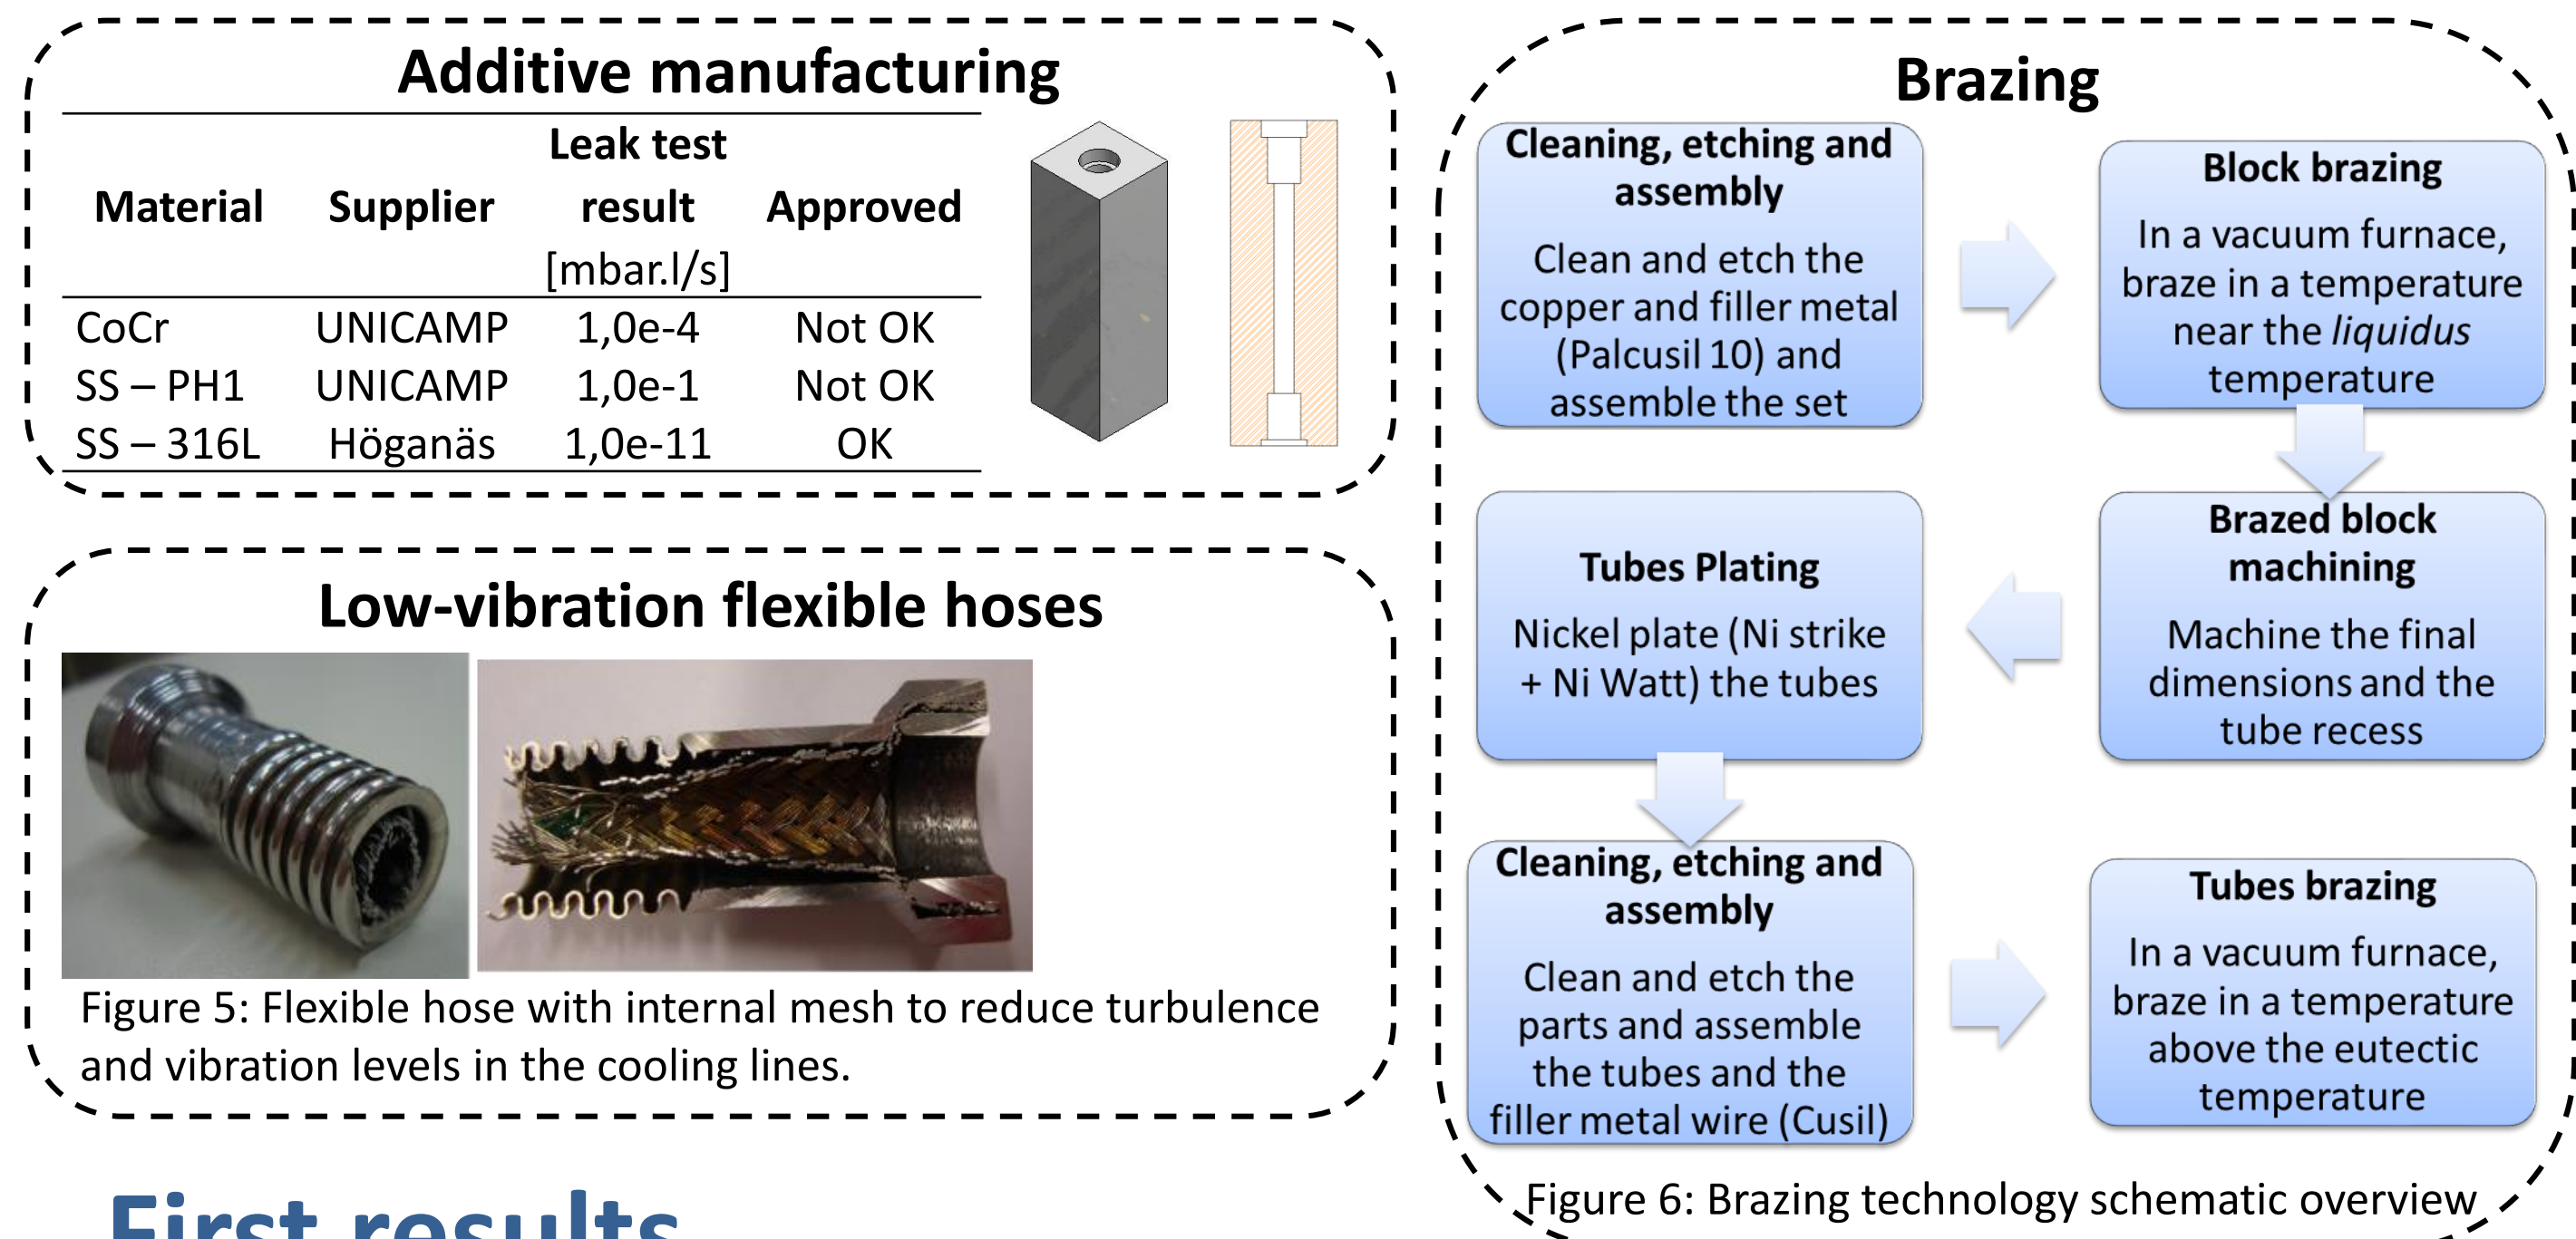 Additive manufacturing
Leak test
Material Supplier result Approved
[mbar.l/s]
CoCr UNICAMP 1,0e-4 Not OK
SS – PH1 UNICAMP 1,0e-1 Not OK
SS – 316L Höganäs 1,0e-11 OK
Low-vibration flexible hoses
Figure 5: Flexible hose with internal mesh to reduce turbulence
and vibration levels in the cooling lines.
Brazing
Cleaning, etching and
assembly
Clean and etch the
copper and filler metal
(Palcusil 10) and
assemble the set
Block brazing
In a vacuum furnace,
braze in a temperature
near the liquidus
temperature
Brazed block
machining
Machine the final
dimensions and the
tube recess
Tubes Plating
Nickel plate (Ni strike
+ Ni Watt) the tubes
Cleaning, etching and
assembly
Clean and etch the
parts and assemble
the tubes and the
filler metal wire (Cusil)
Tubes brazing
In a vacuum furnace,
braze in a temperature
above the eutectic
temperature
Figure 6: Brazing technology schematic overview
First results